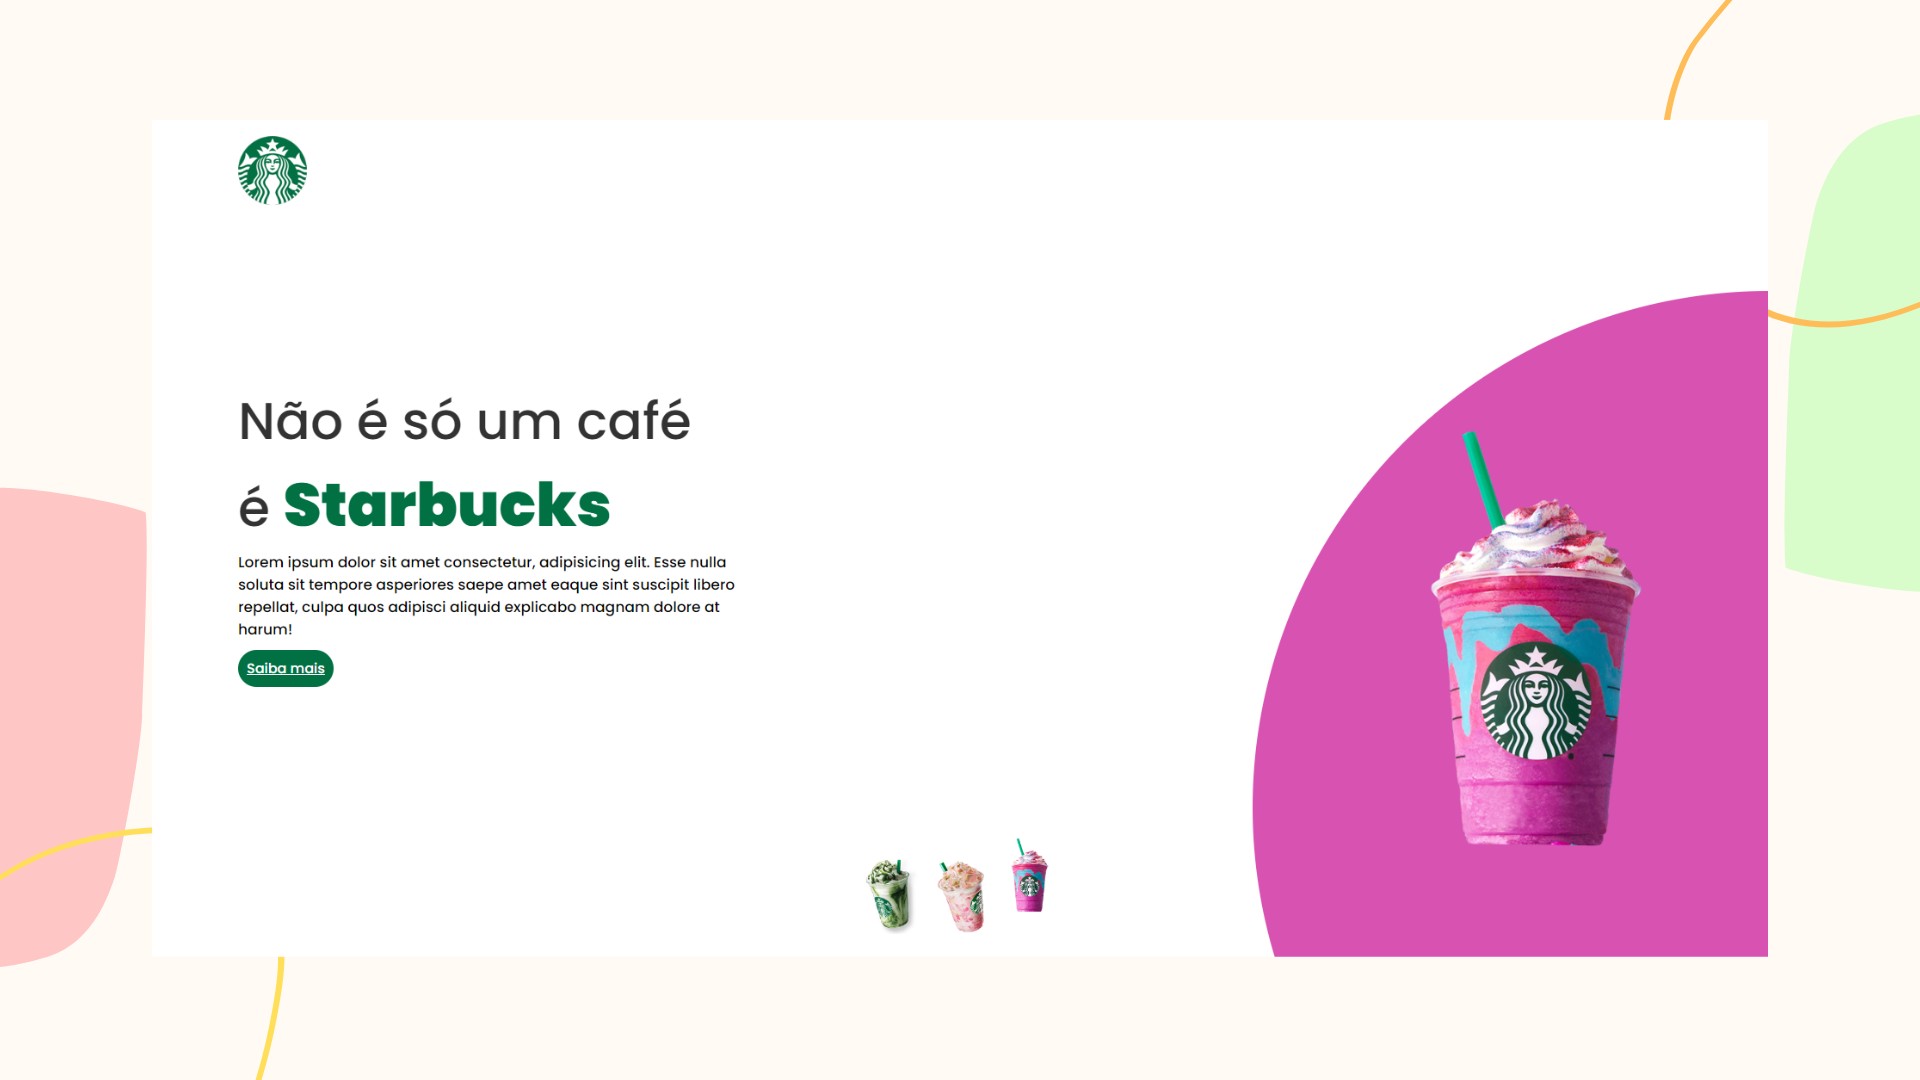 Não é só um café
é Starbucks
Lorem ipsum dolor sit amet consectetur, adipisicing elit. Esse nulla
soluta sit tempore asperiores saepe amet eaque sint suscipit libero
repellat, culpa quos adipisci aliquid explicabo magnam dolore at
harum!
Saiba mais